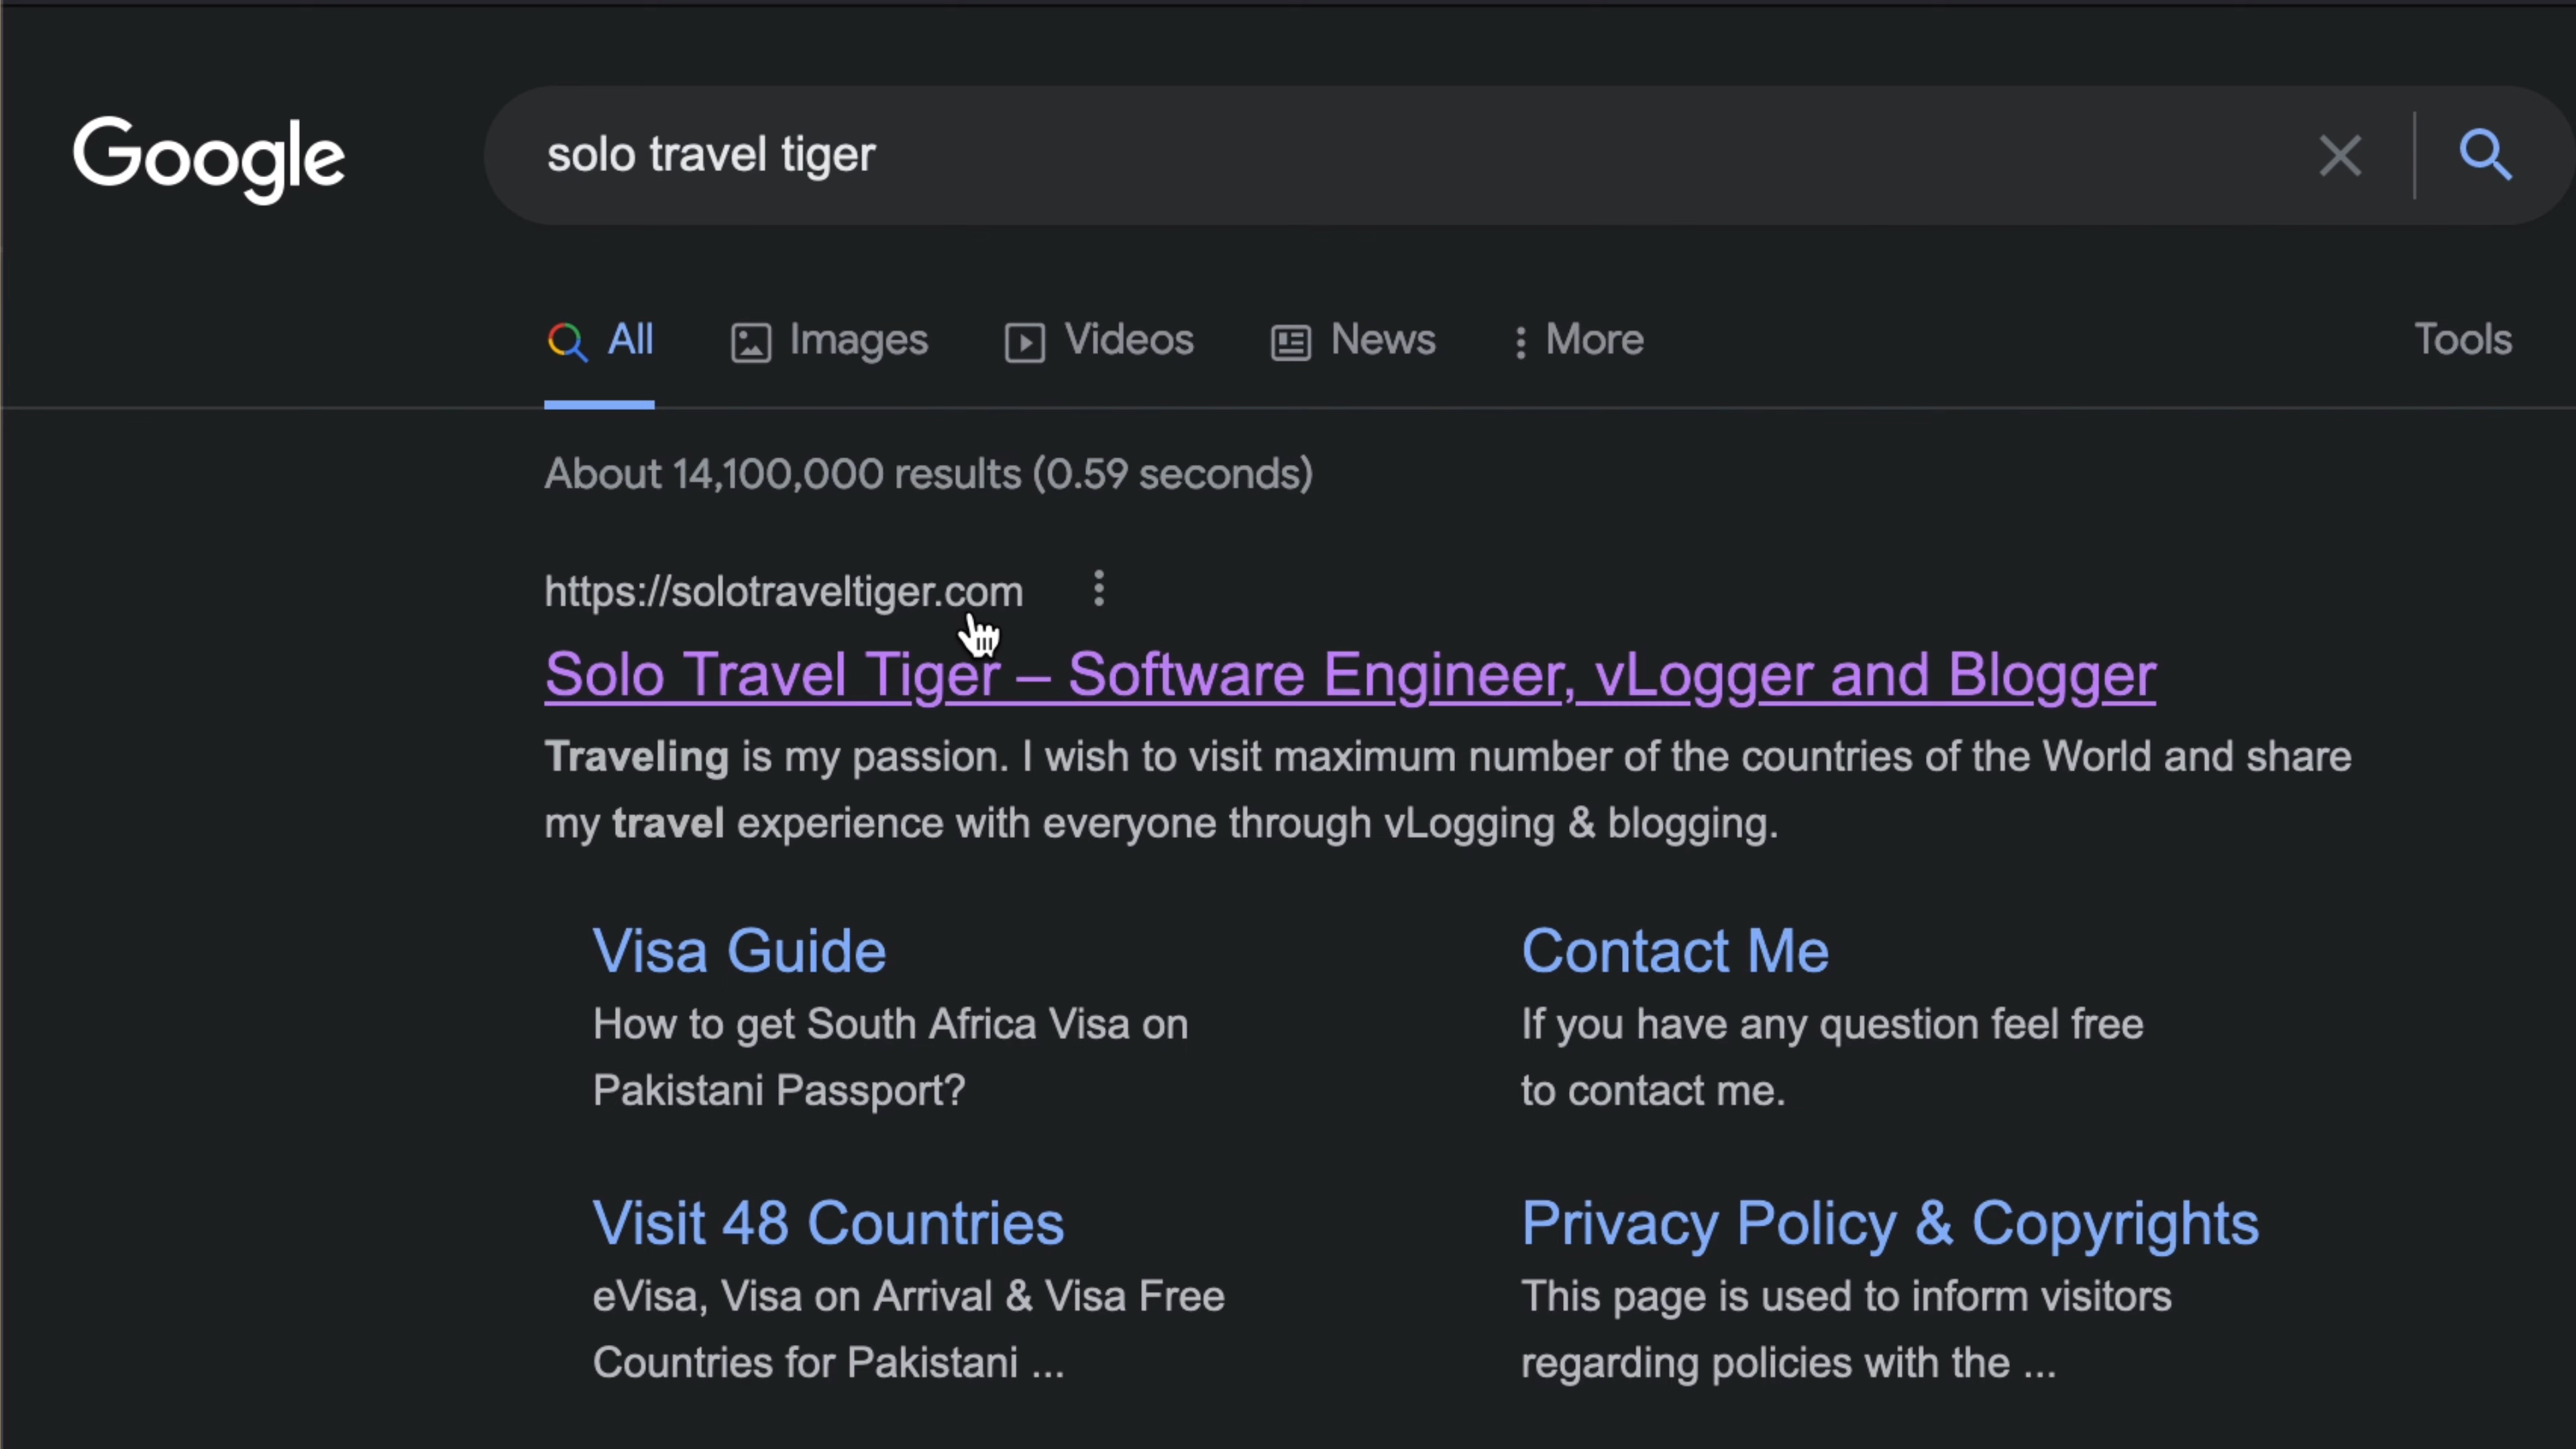 Google
solo travel tiger
All Images Videos News More Tools
About 14,100,000 results (0.59 seconds)
https://solotraveltiger.com
Solo Travel Tiger – Software Engineer, vLogger and Blogger
Traveling is my passion. I wish to visit maximum number of the countries of the World and share
my travel experience with everyone through vLogging & blogging.
Visa Guide
How to get South Africa Visa on
Pakistani Passport?
Contact Me
If you have any question feel free
to contact me.
Visit 48 Countries
eVisa, Visa on Arrival & Visa Free
Countries for Pakistani ...
Privacy Policy & Copyrights
This page is used to inform visitors
regarding policies with the ...